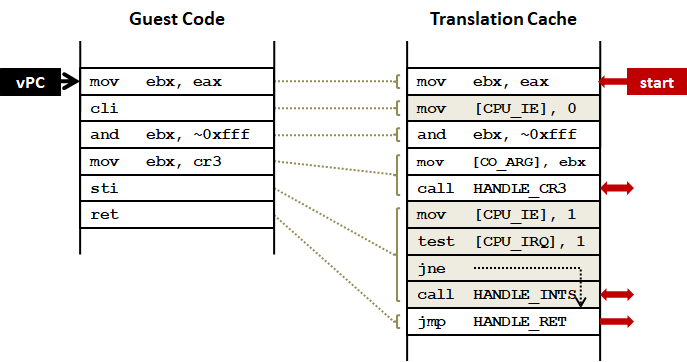 Guest Code
Translation Cache
vPC
mov ebx, eax
cli
and ebx, ~0xfff
mov ebx, cr3
sti
ret
mov ebx, eax
start
mov [CPU_IE], 0
and ebx, ~0xfff
mov [CO_ARG], ebx
call HANDLE_CR3
mov [CPU_IE], 1
test [CPU_IRQ], 1
jne
call HANDLE_INTS
jmp HANDLE_RET